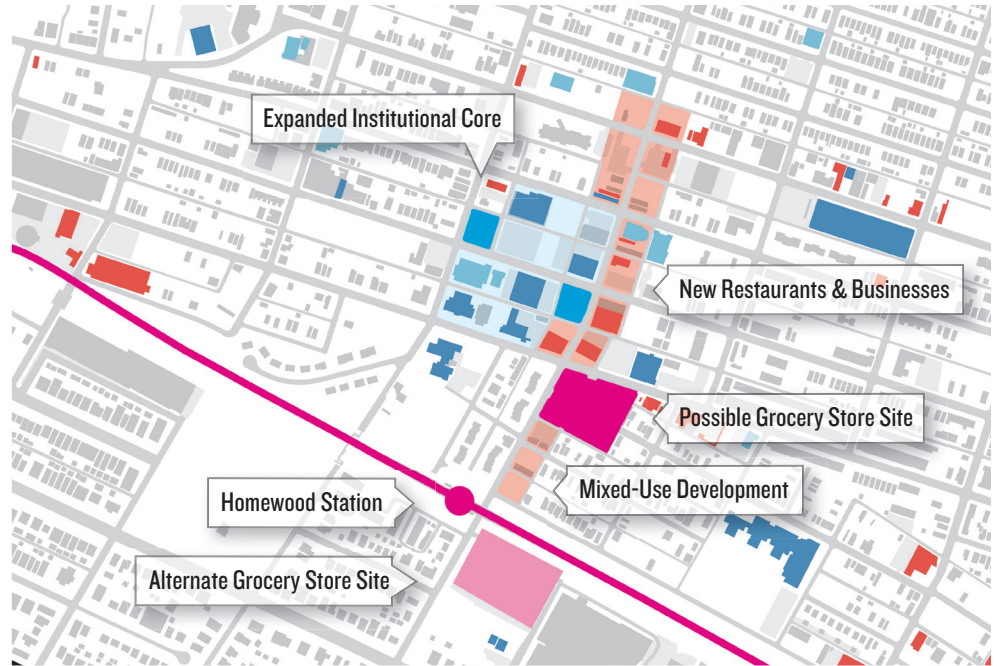 Expanded Institutional Core
New Restaurants & Businesses
Possible Grocery Store Site
Mixed-Use Development
Homewood Station
Alternate Grocery Store Site